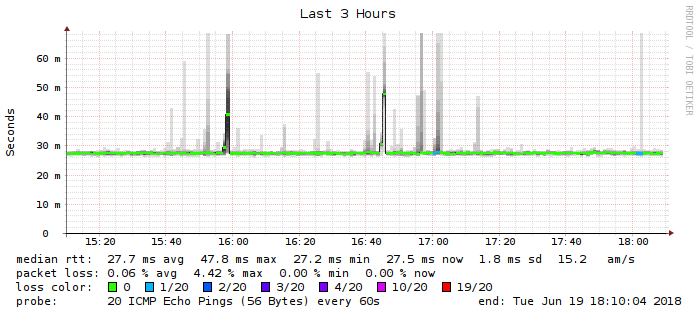 Last 3 Hours
RRDTOOL / TOBI OETIKER
Seconds
60 m
50 m
40 m
30 m
20 m
10 m
0
15:20 15:40 16:00 16:20 16:40 17:00 17:20 17:40 18:00
median rtt: 27.7 ms avg 47.8 ms max 27.2 ms min 27.5 ms now 1.8 ms sd 15.2 am/s
packet loss: 0.06 % avg 4.42 % max 0.00 % min 0.00 % now
loss color: 0 1/20 2/20 3/20 4/20 10/20 19/20
probe: 20 ICMP Echo Pings (56 Bytes) every 60s end: Tue Jun 19 18:10:04 2018